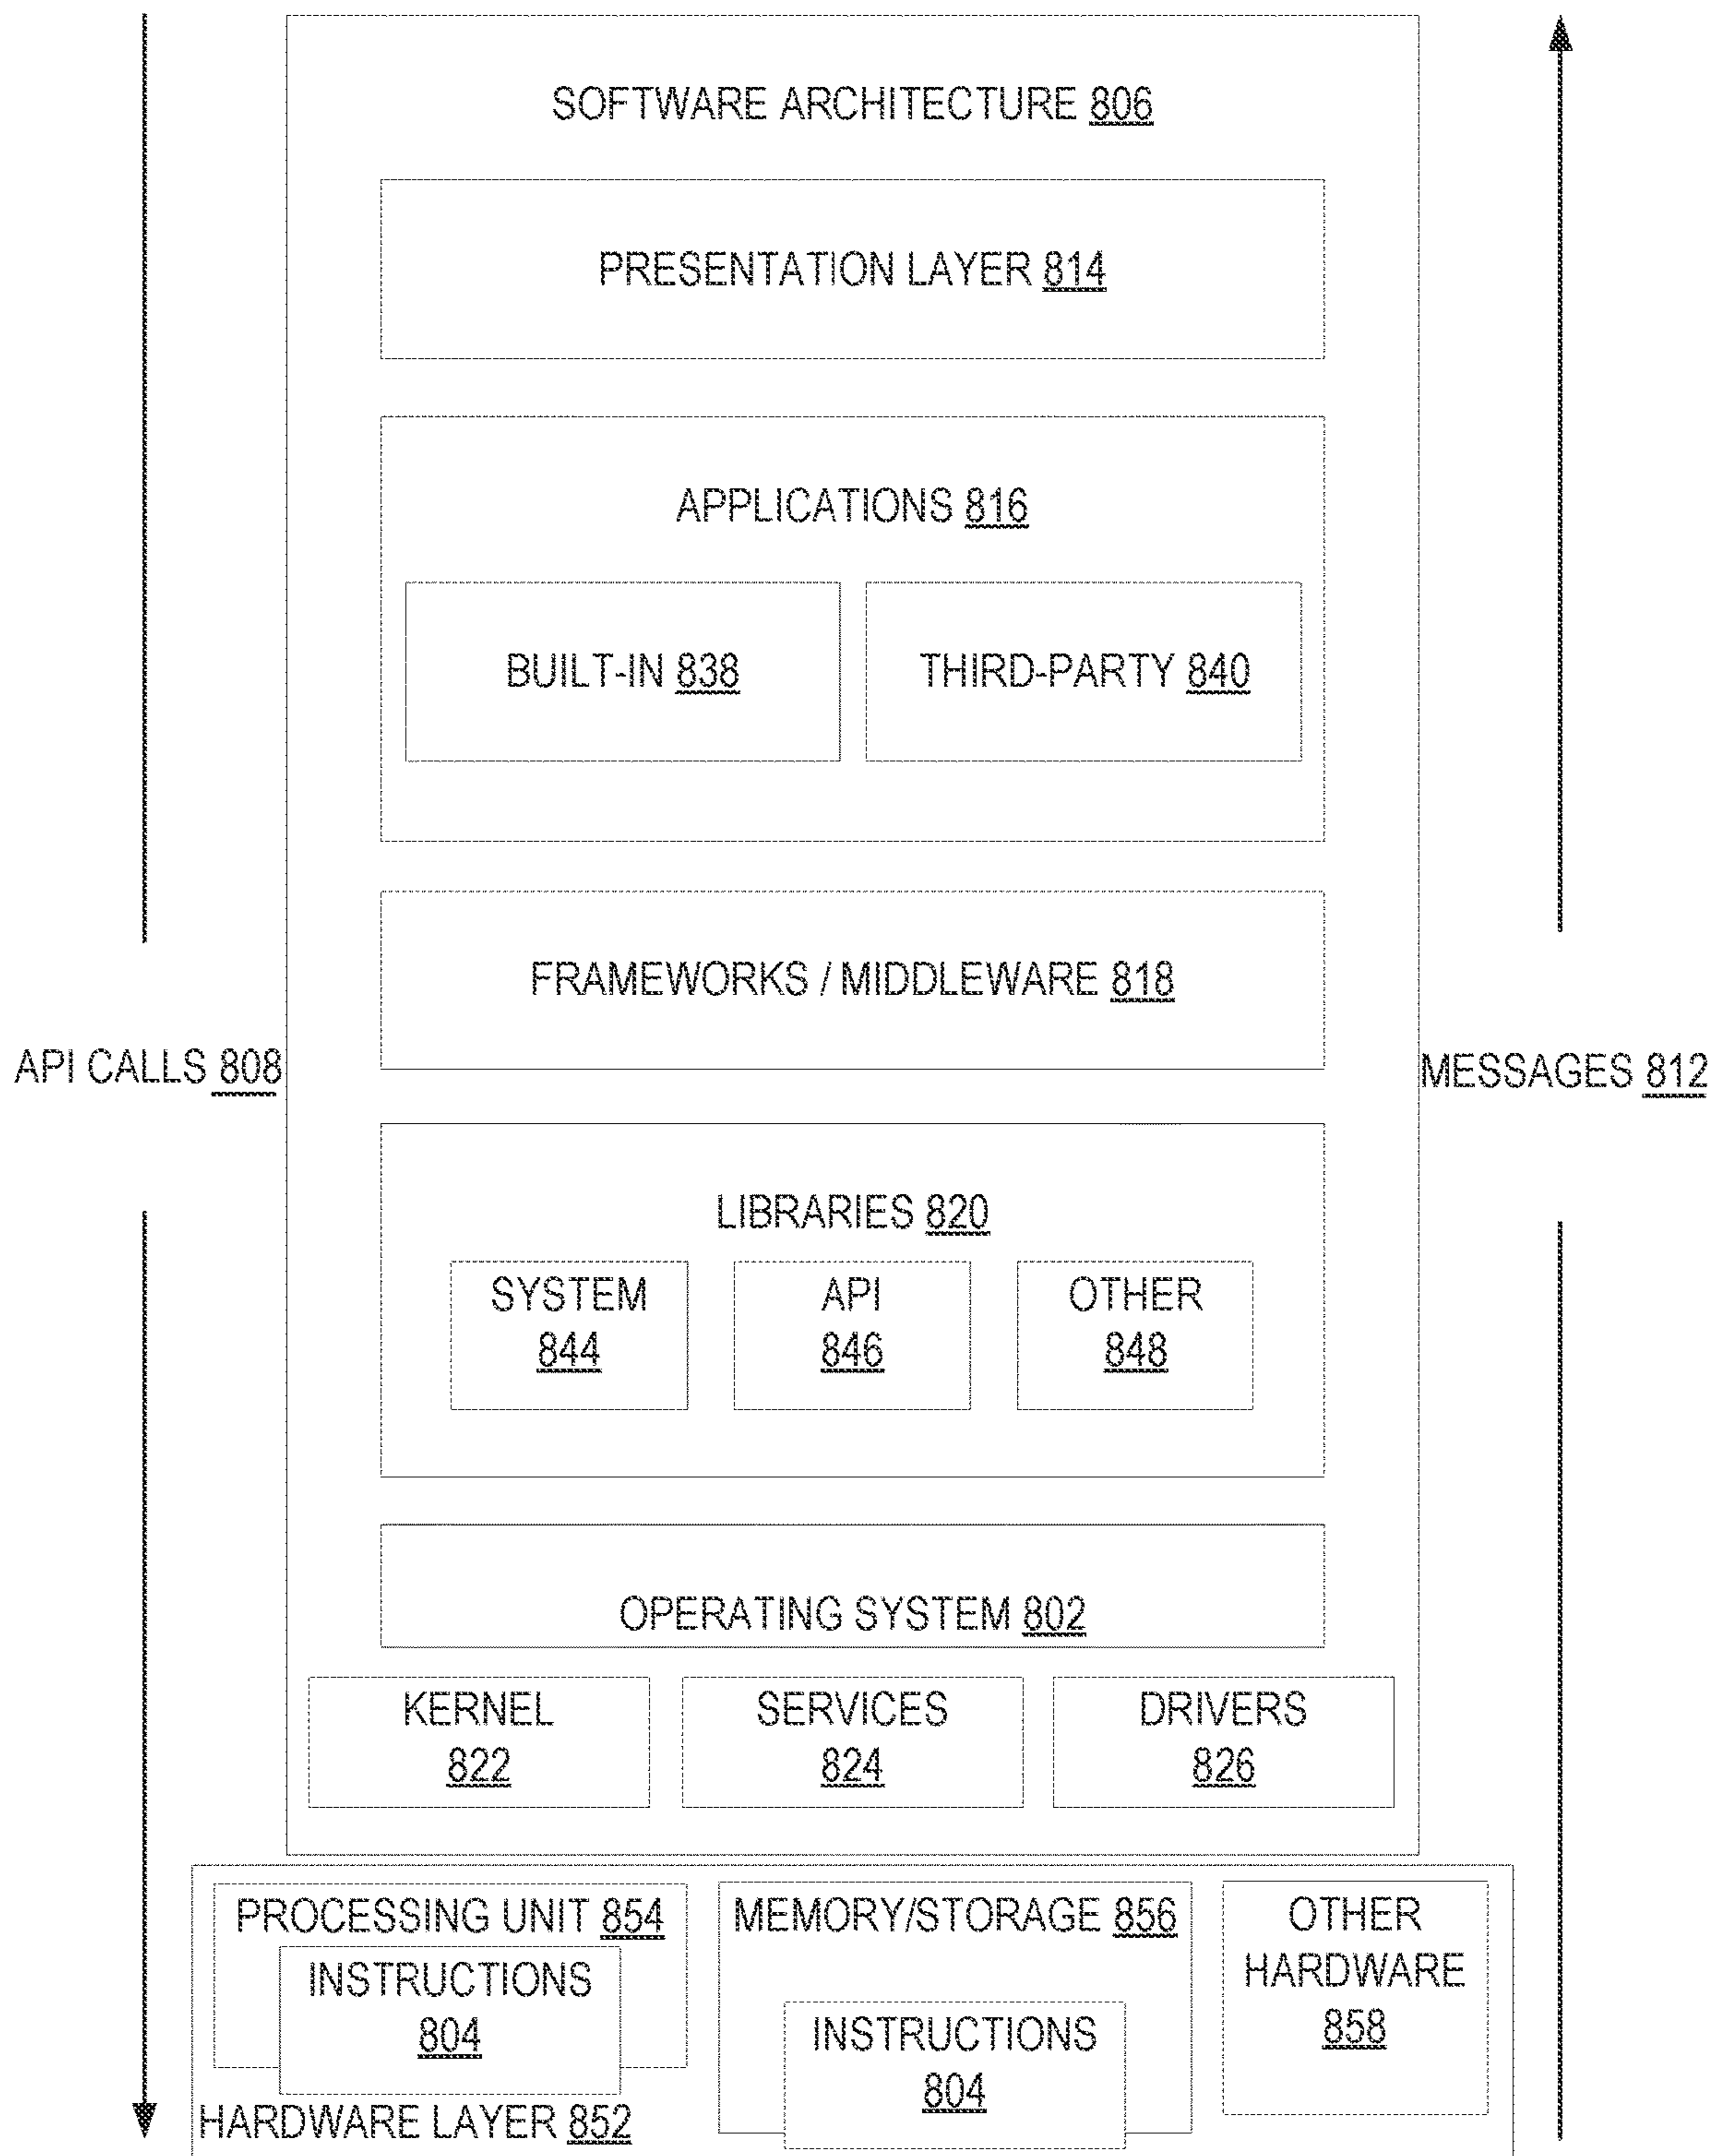 SOFTWARE ARCHITECTURE 806
PRESENTATION LAYER 814
APPLICATIONS 816
BUILT-IN 838
THIRD-PARTY 840
FRAMEWORKS / MIDDLEWARE 818
API CALLS 808
MESSAGES 812
LIBRARIES 820
SYSTEM
844
API
846
OTHER
848
OPERATING SYSTEM 802
KERNEL
822
SERVICES
824
DRIVERS
826
PROCESSING UNIT 854
INSTRUCTIONS
804
MEMORY/STORAGE 856
INSTRUCTIONS
804
OTHER
HARDWARE
858
HARDWARE LAYER 852